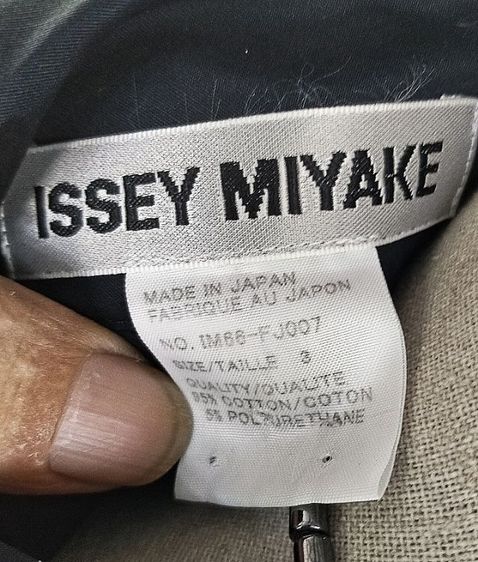 ISSEY MIYAKE
MADE IN JAPAN
FABRIQUE AU JAPON
NO. IM66-FJ007
SIZE/TAILLE 3
QUALITY/QUALITE
95% COTTON/COTON
5% POLYURETHANE